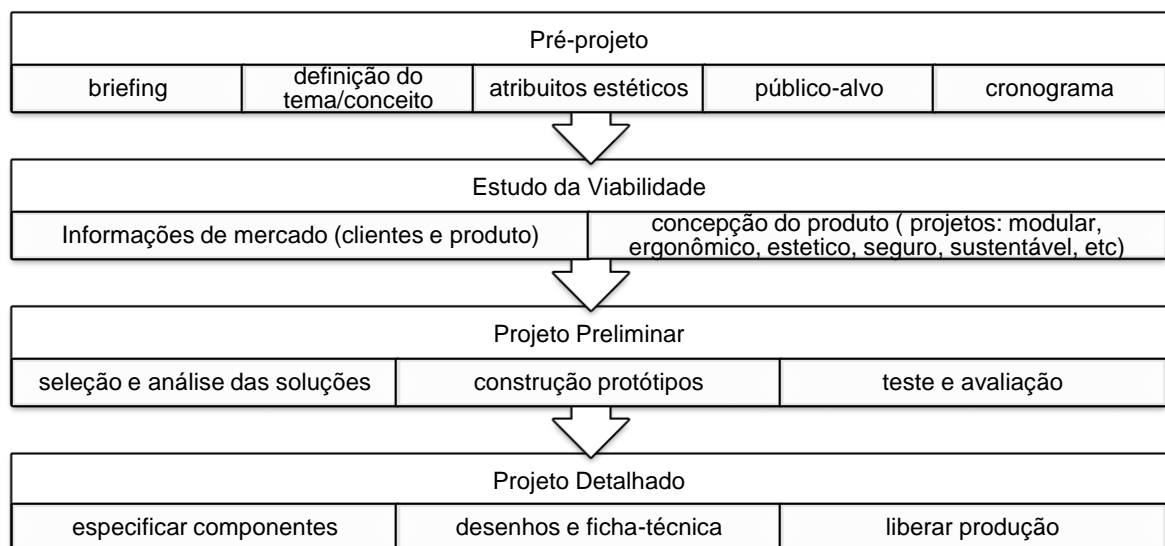 Pré-projeto
briefing
definição do
tema/conceito
atributos estéticos
público-alvo
cronograma
Estudo da Viabilidade
Informações de mercado (clientes e produto)
concepção do produto ( projetos: modular,
ergonômico, estetico, seguro, sustentável, etc)
Projeto Preliminar
seleção e análise das soluções
construção protótipos
teste e avaliação
Projeto Detalhado
especificar componentes
desenhos e ficha-técnica
liberar produção